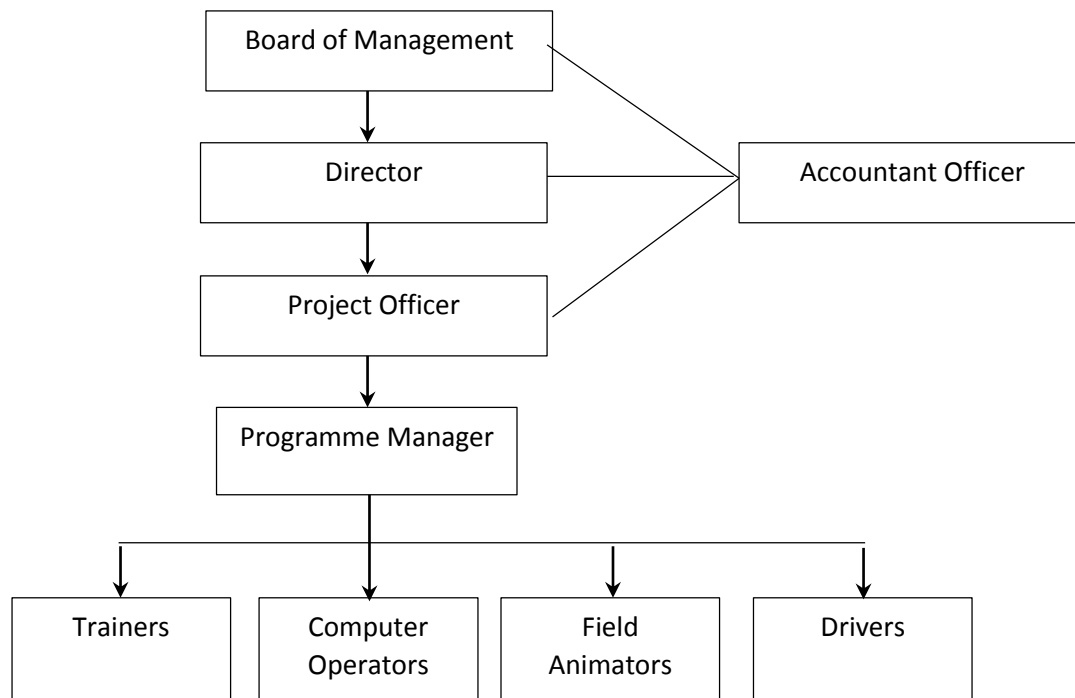 Board of Management
Director
Accountant Officer
Project Officer
Programme Manager
Trainers
Computer
Operators
Field
Animators
Drivers